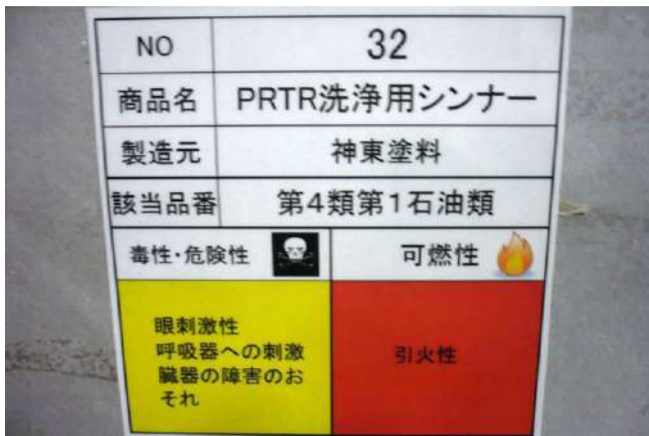 NO 32
商品名 PRTR洗浄用シンナー
製造元 神東塗料
該当品番 第4類第1石油類
毒性・危険性 可燃性
眼刺激性
呼吸器への刺激
臓器の障害のお
それ
引火性